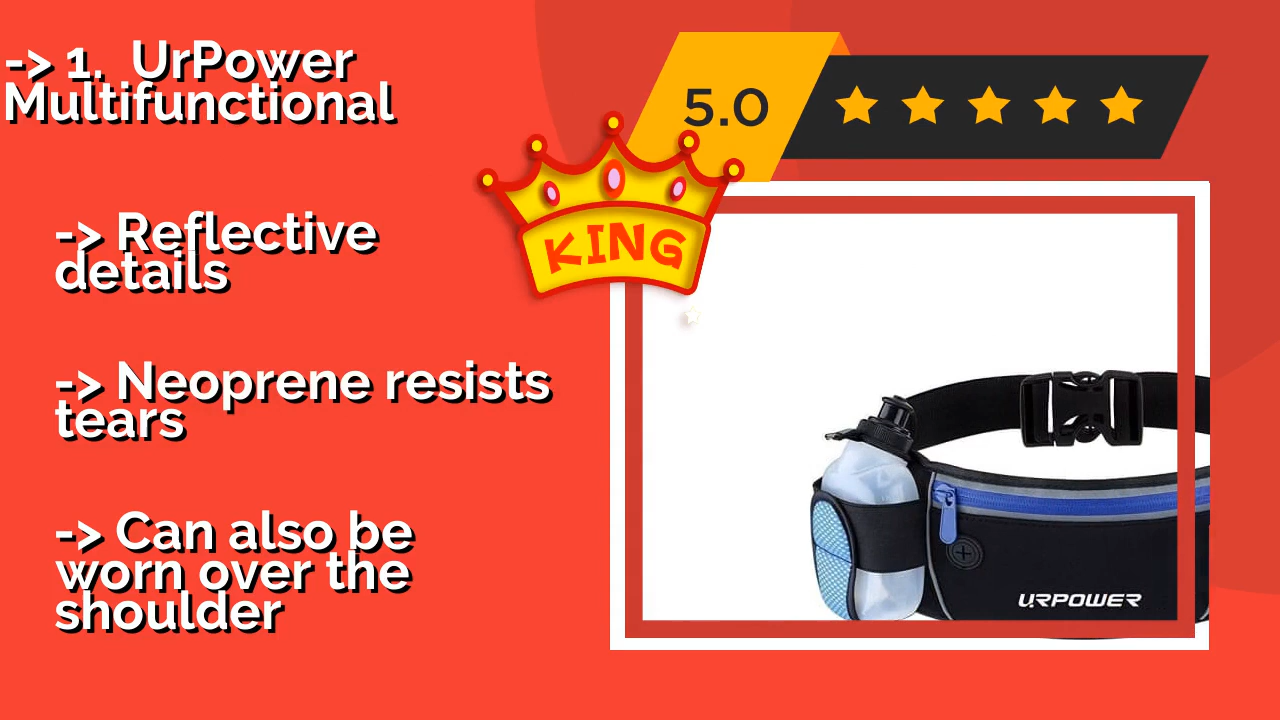 -> 1. UrPower
Multifunctional
5.0
KING
-> Reflective
details
-> Neoprene resists
tears
-> Can also be
worn over the
shoulder
URPOWER